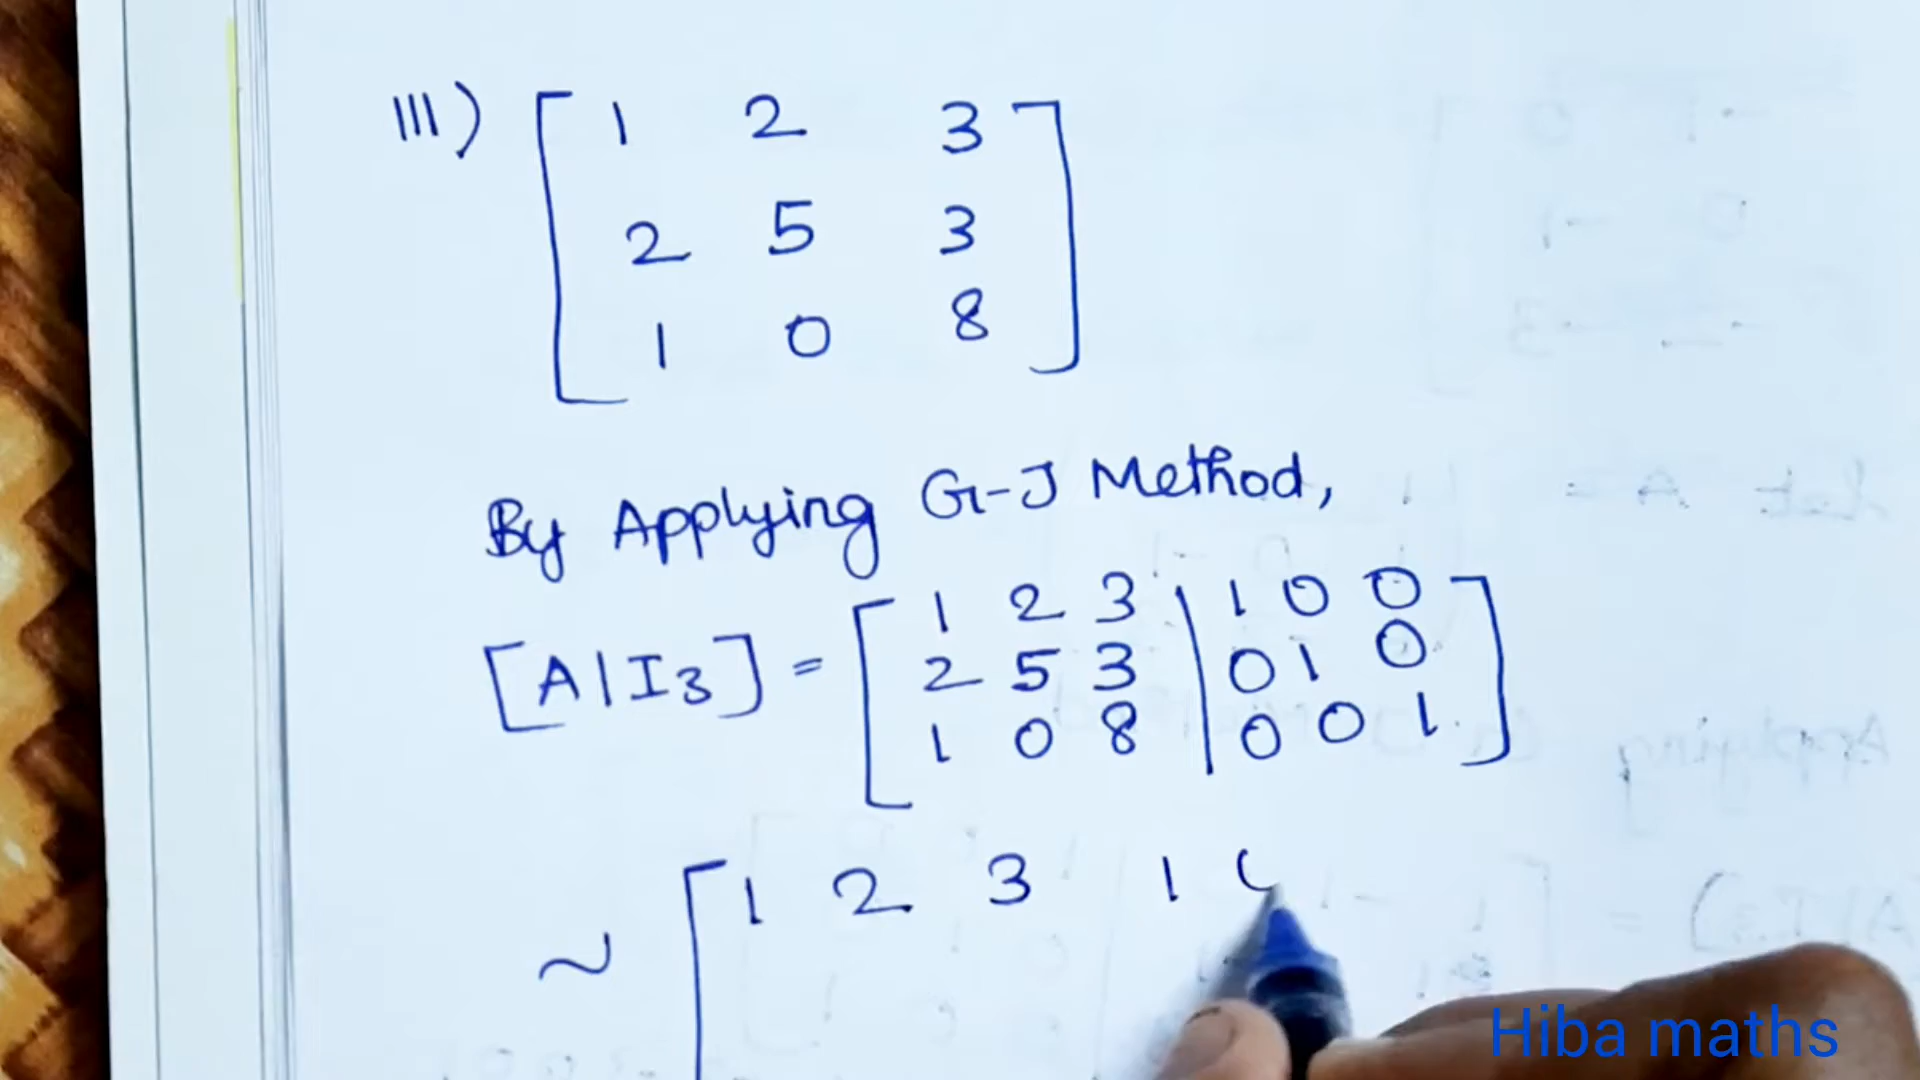 III) [ 1 2 3
2 5 3
1 0 8 ]
By Applying G-J Method,
[A|I3] = [ 1 2 3 | 1 0 0
2 5 3 | 0 1 0
1 0 8 | 0 0 1 ]
~ [ 1 2 3 1
Hiba maths